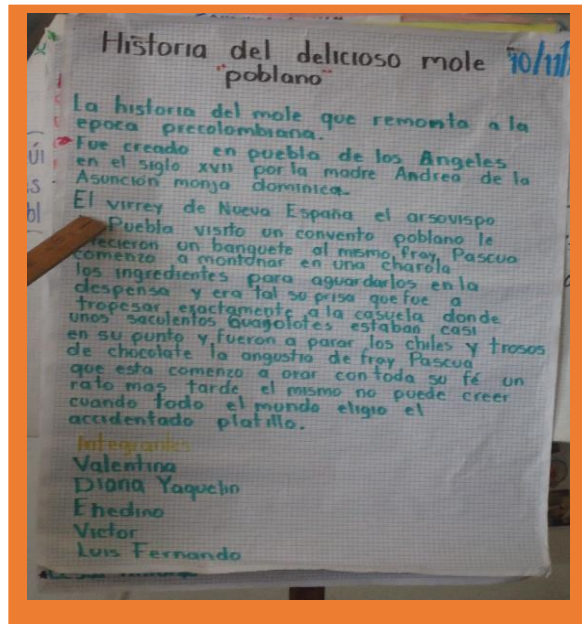 Historia del delicioso mole 10/11/
"poblano"
La historia del mole que remonta a la
epoca precolombiana.
Fue creado en puebla de los Angeles
en el siglo XVII por la madre Andrea de la
Asunción monja dominica.
El virrey de Nueva España el arsovispo
Puebla visito un convento poblano le
ofrecieron un banquete al mismo fray Pascua
comenzo a montonar en una charola
los ingredientes para aguardarlos en la
despensa y era tal su prisa que fue a
tropesar exactamente a la casuela donde
unos saculentos guagolotes estaban casi
en su punto y fueron a parar los chiles y trosos
de chocolate la angustia de fray Pascua
que esta comenzo a orar con toda su fé un
rato mas tarde el mismo no puede creer
cuando todo el mundo eligio el
accidentado platillo.
Integrantes
Valentina
Diana Yaquelin
Ehedino
Victor
Luis Fernando